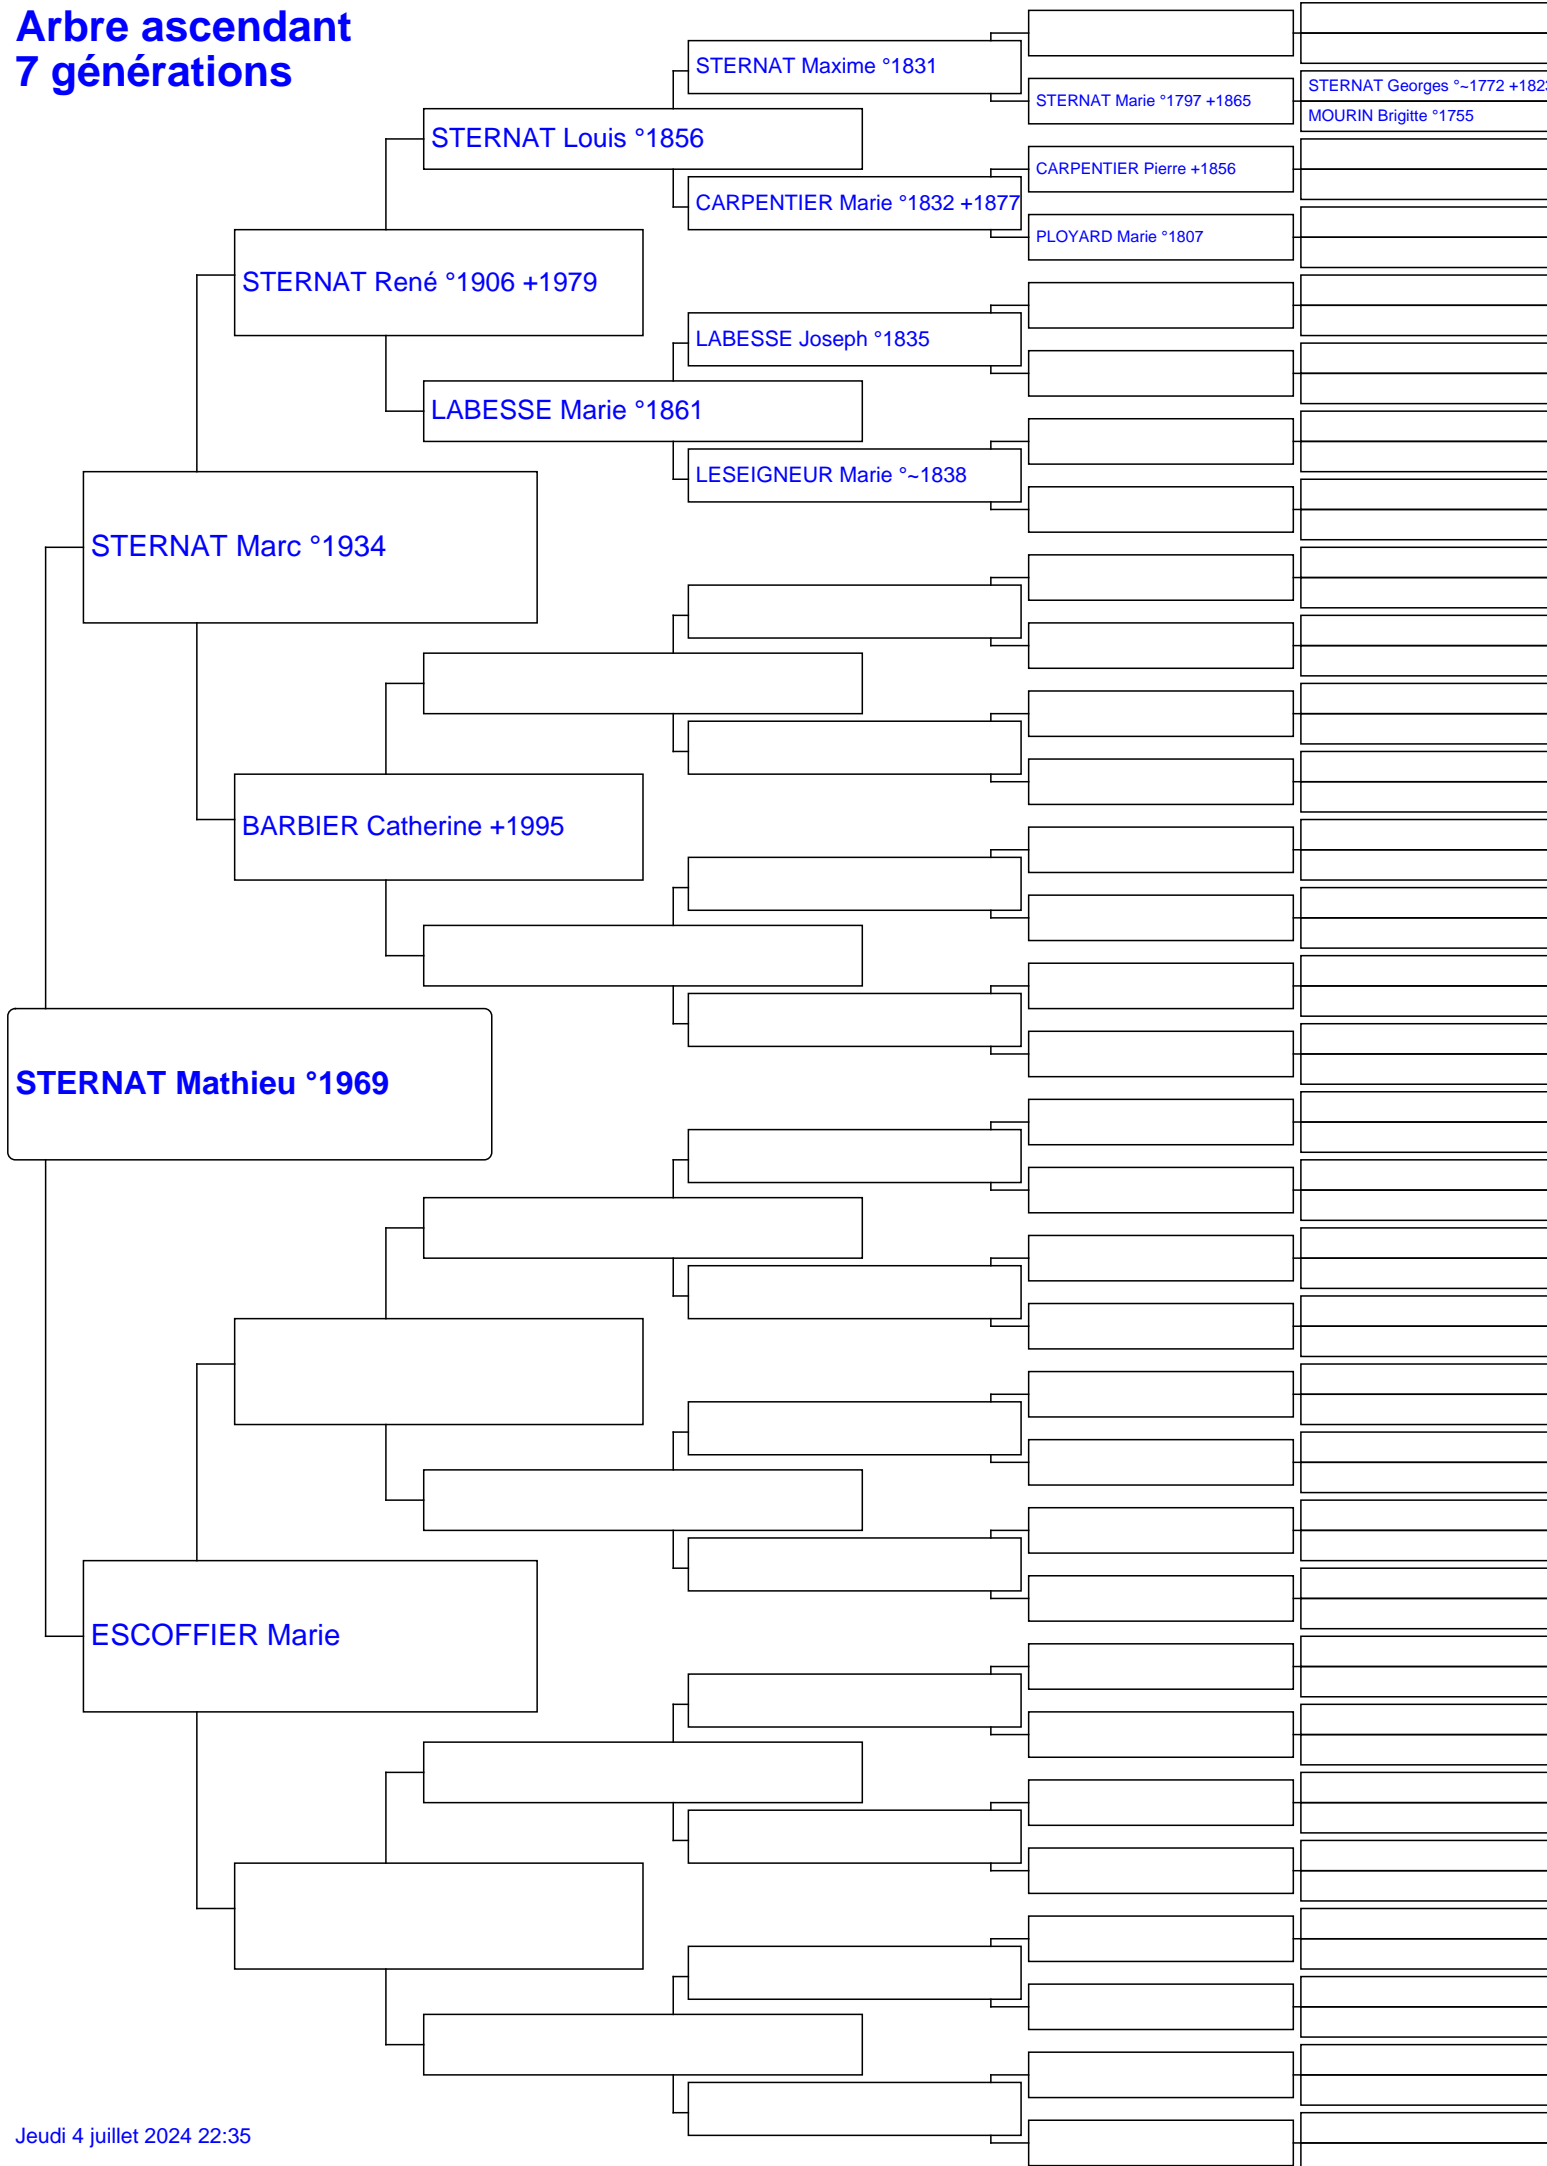 Arbre ascendant
7 générations
STERNAT Maxime °1831
STERNAT Marie °1797 +1865
STERNAT Georges °~1772 +182
MOURIN Brigitte °1755
STERNAT Louis °1856
CARPENTIER Pierre +1856
CARPENTIER Marie °1832 +1877
PLOYARD Marie °1807
STERNAT René °1906 +1979
LABESSE Joseph °1835
LABESSE Marie °1861
LESEIGNEUR Marie °~1838
STERNAT Marc °1934
BARBIER Catherine +1995
STERNAT Mathieu °1969
ESCOFFIER Marie
Jeudi 4 juillet 2024 22:35